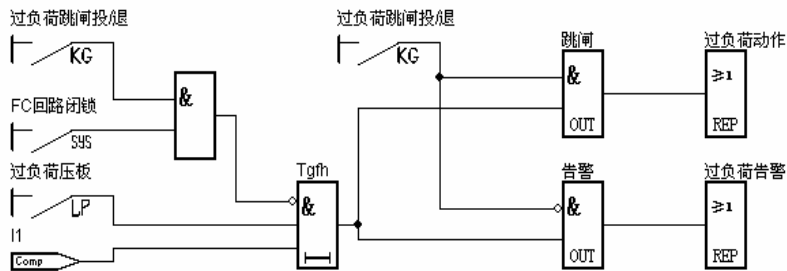 过负荷跳闸投/退
过负荷跳闸投/退
跳闸
过负荷动作
KG
KG
&
&
≥1
FC回路闭锁
OUT
REP
SYS
过负荷压板
Tgfh
告警
过负荷告警
LP
&
&
≥1
I1
Comp
OUT
REP